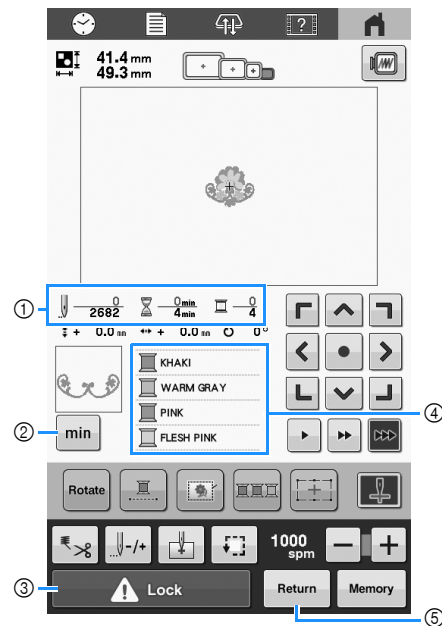 ?
41.4 mm
49.3 mm
① 0 0 min 0
2682 4 min 4
+ 0.0 mm + 0.0 mm 0°
KHAKI
WARM GRAY
PINK
FLESH PINK
④
② min
Rotate
-/+
1000 spm
- +
③ Lock
Return
Memory
⑤